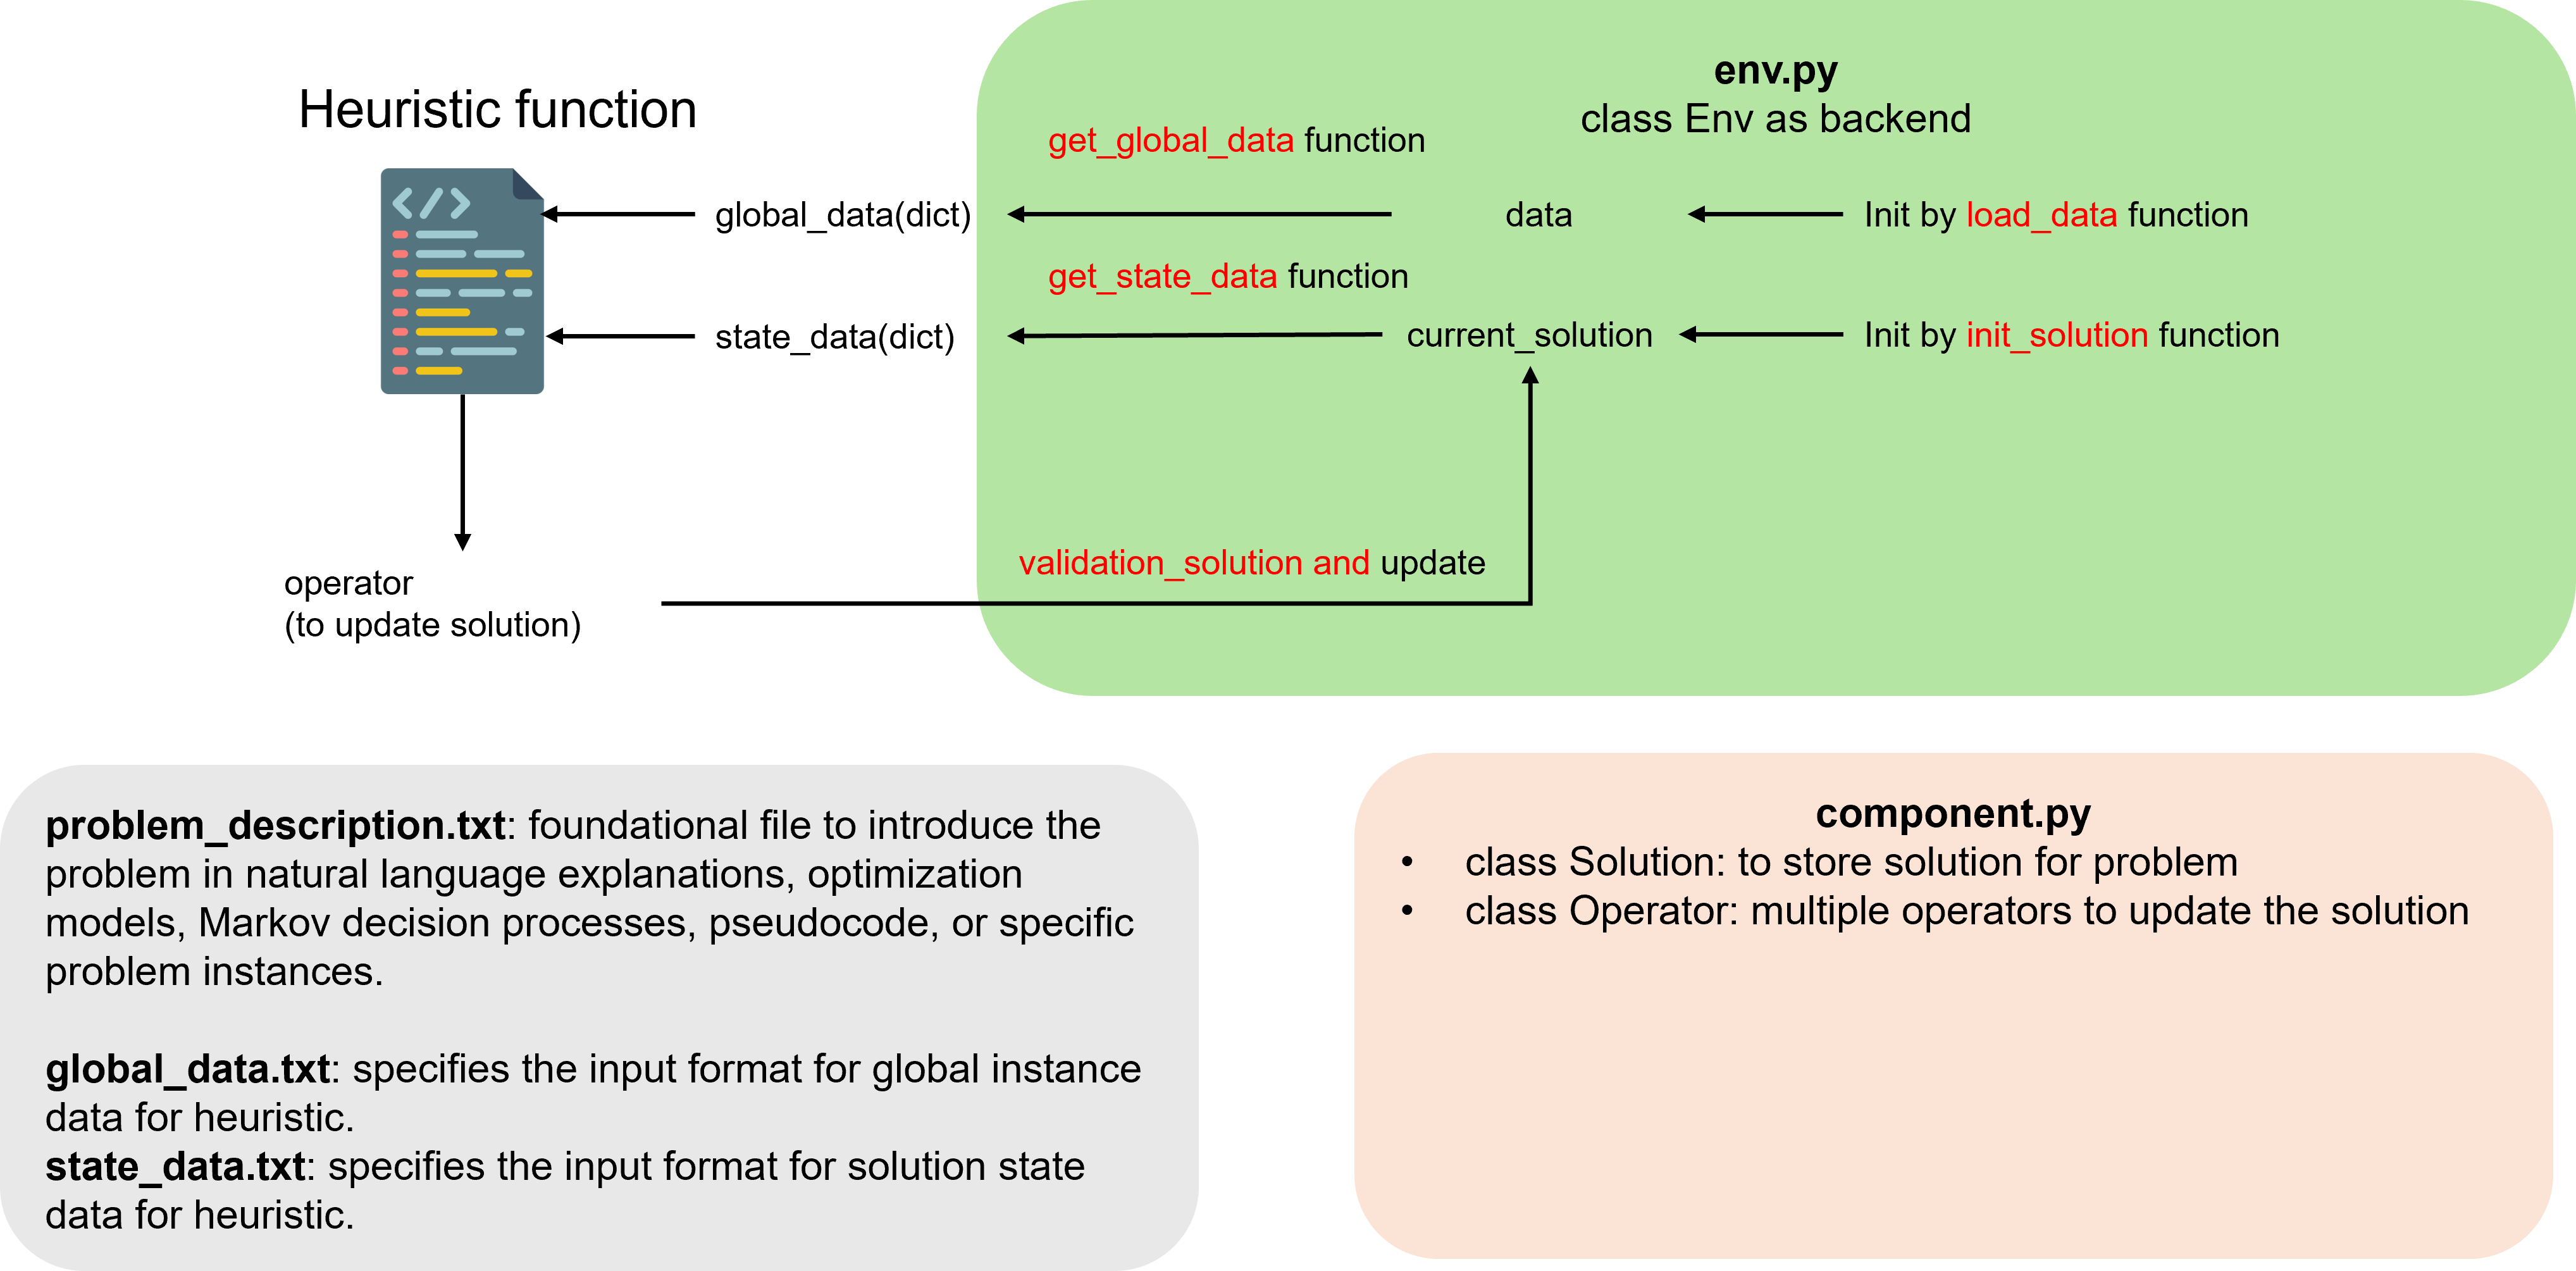 Heuristic function
env.py
class Env as backend
get_global_data function
global_data(dict)
data
Init by load_data function
get_state_data function
state_data(dict)
current_solution
Init by init_solution function
operator
(to update solution)
validation_solution and update
problem_description.txt: foundational file to introduce the
problem in natural language explanations, optimization
models, Markov decision processes, pseudocode, or specific
problem instances.
global_data.txt: specifies the input format for global instance
data for heuristic.
state_data.txt: specifies the input format for solution state
data for heuristic.
component.py
• class Solution: to store solution for problem
• class Operator: multiple operators to update the solution